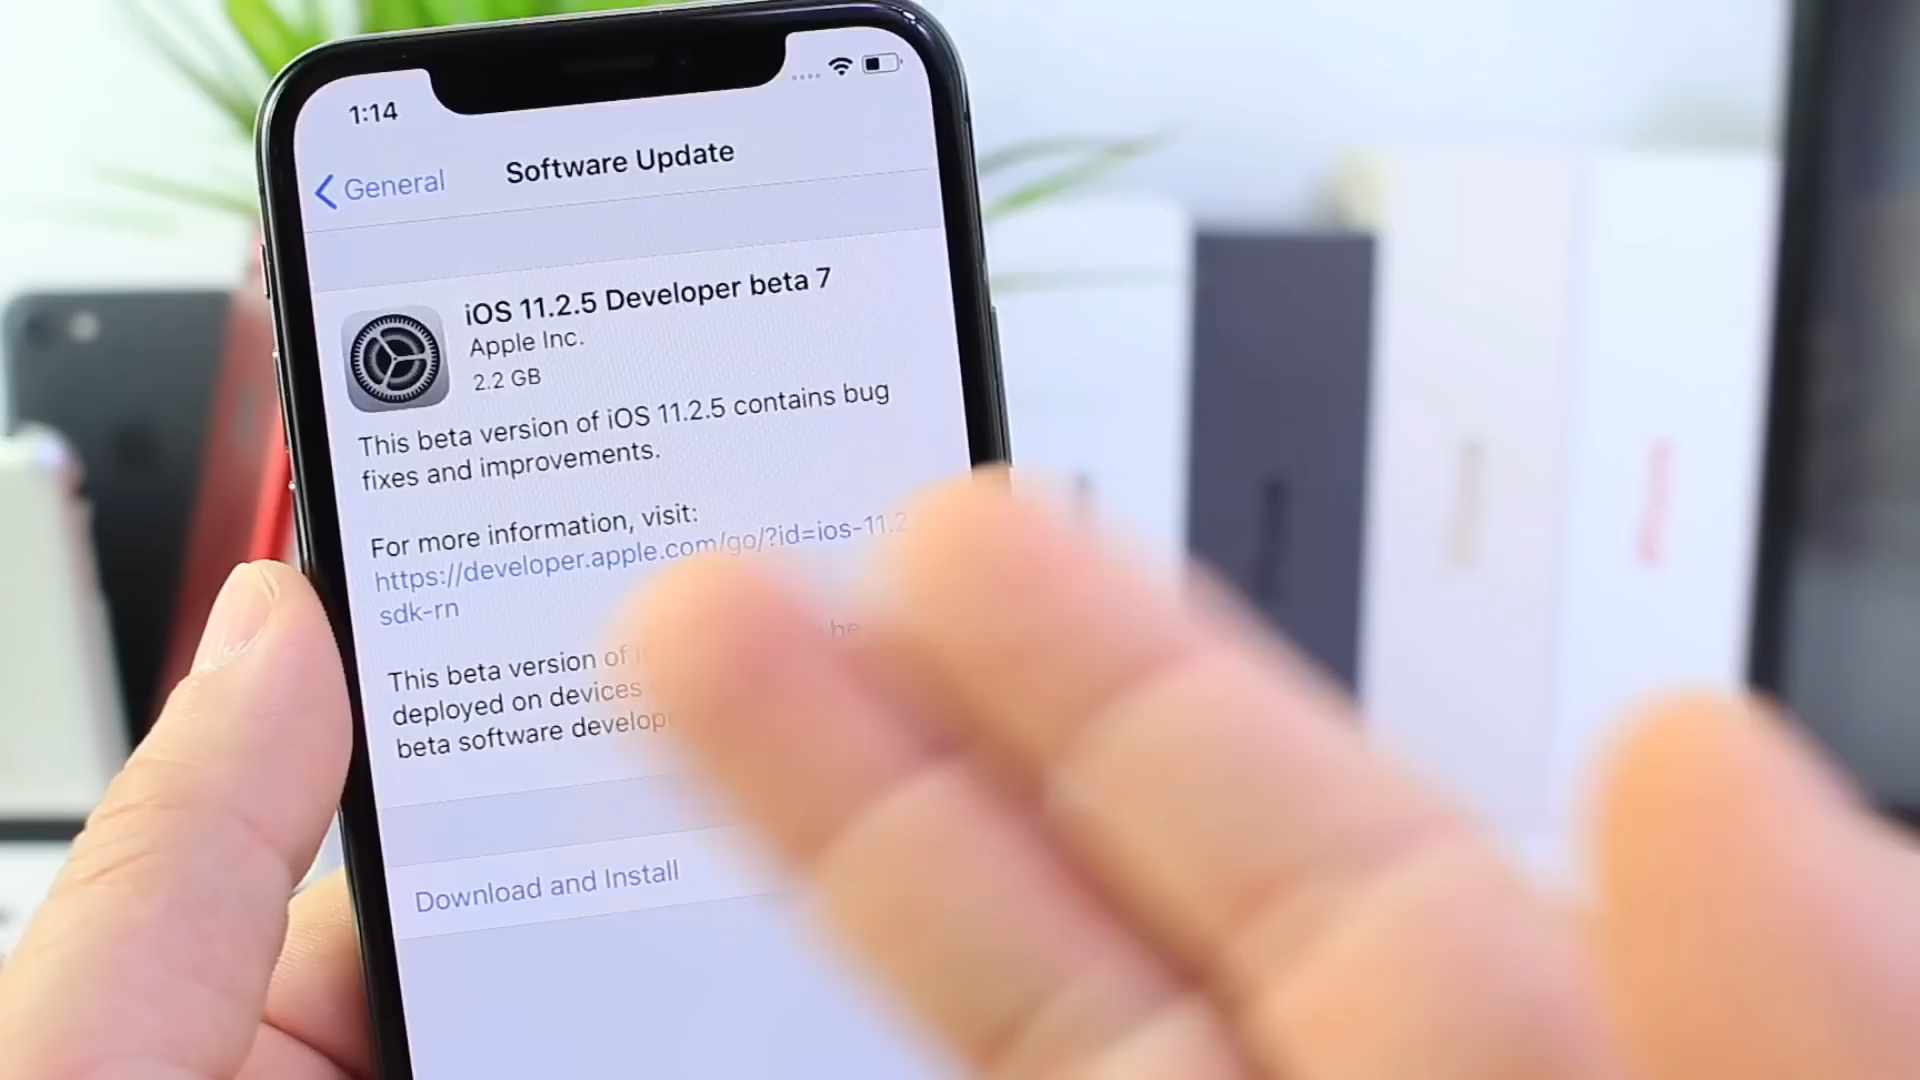 1:14
General
Software Update
iOS 11.2.5 Developer beta 7
Apple Inc.
2.2 GB
This beta version of iOS 11.2.5 contains bug
fixes and improvements.
For more information, visit:
https://developer.apple.com/go/?id=ios-11.2
sdk-rn
This beta version of be
deployed on devices
beta software develop
Download and Install